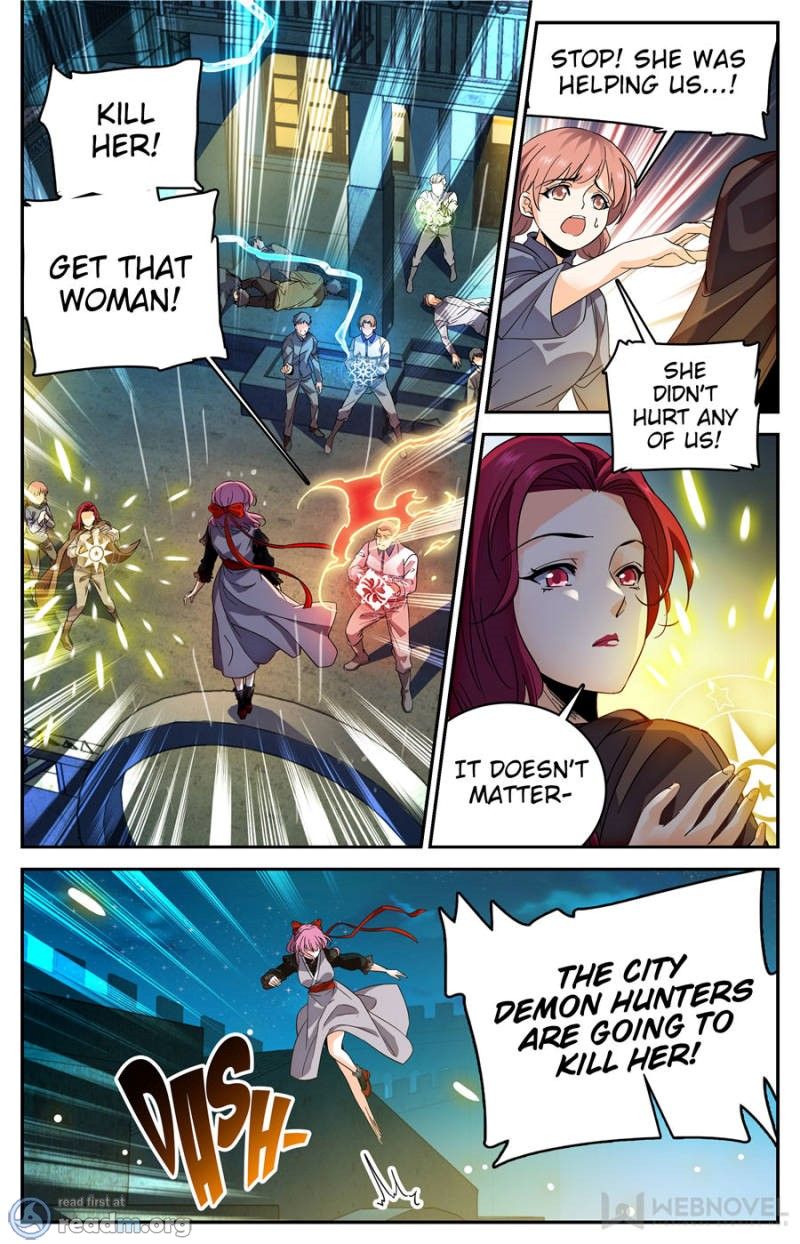 KILL
HER!
GET THAT
WOMAN!
STOP! SHE WAS
HELPING US...!
SHE
DIDN'T
HURT ANY
OF US!
IT DOESN'T
MATTER-
THE CITY
DEMON HUNTERS
ARE GOING TO
KILL HER!
DASH-
read first at
readm.org
WEBNOVEL